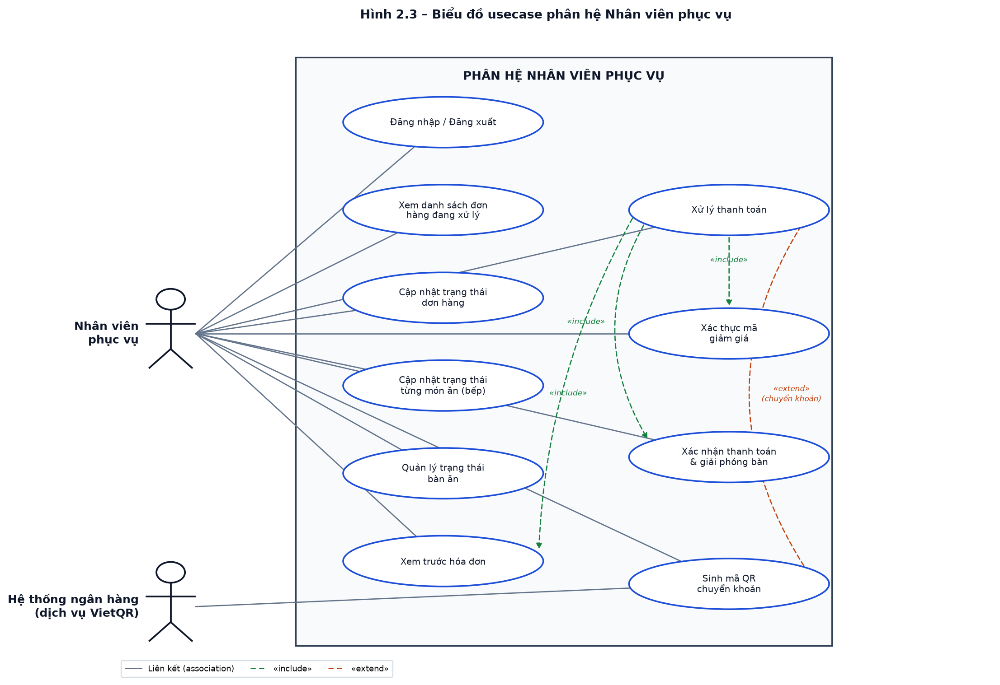 Hình 2.3 – Biểu đồ usecase phân hệ Nhân viên phục vụ
PHÂN HỆ NHÂN VIÊN PHỤC VỤ
Đăng nhập / Đăng xuất
Xem danh sách đơn
hàng đang xử lý
Xử lý thanh toán
«include»
Cập nhật trạng thái
đơn hàng
Nhân viên
phục vụ
«include»
Xác thực mã
giảm giá
Cập nhật trạng thái
từng món ăn (bếp)
«include»
«extend»
(chuyển khoản)
Quản lý trạng thái
bàn ăn
Xác nhận thanh toán
& giải phóng bàn
Xem trước hóa đơn
Sinh mã QR
chuyển khoản
Hệ thống ngân hàng
(dịch vụ VietQR)
Liên kết (association)
«include»
«extend»